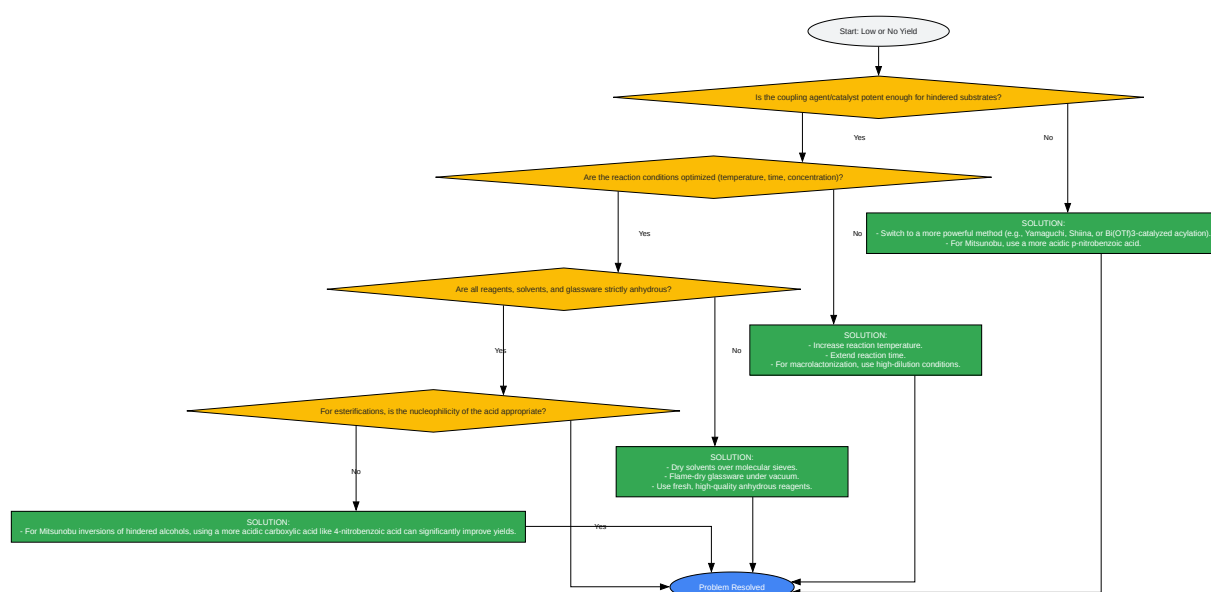 Start: Low or No Yield
Is the coupling agent/catalyst potent enough for hindered substrates?
Yes
No
Are the reaction conditions optimized (temperature, time, concentration)?
SOLUTION:
- Switch to a more powerful method (e.g., Yamaguchi, Shiina, or Bi(OTf)3-catalyzed acylation).
- For Mitsunobu, use a more acidic p-nitrobenzoic acid.
Yes
No
Are all reagents, solvents, and glassware strictly anhydrous?
SOLUTION:
- Increase reaction temperature.
- Extend reaction time.
- For macrolactonization, use high-dilution conditions.
Yes
No
For esterifications, is the nucleophilicity of the acid appropriate?
SOLUTION:
- Dry solvents over molecular sieves.
- Flame-dry glassware under vacuum.
- Use fresh, high-quality anhydrous reagents.
No
SOLUTION:
- For Mitsunobu inversions of hindered alcohols, using a more acidic carboxylic acid like 4-nitrobenzoic acid can significantly improve yields.
Yes
Problem Resolved